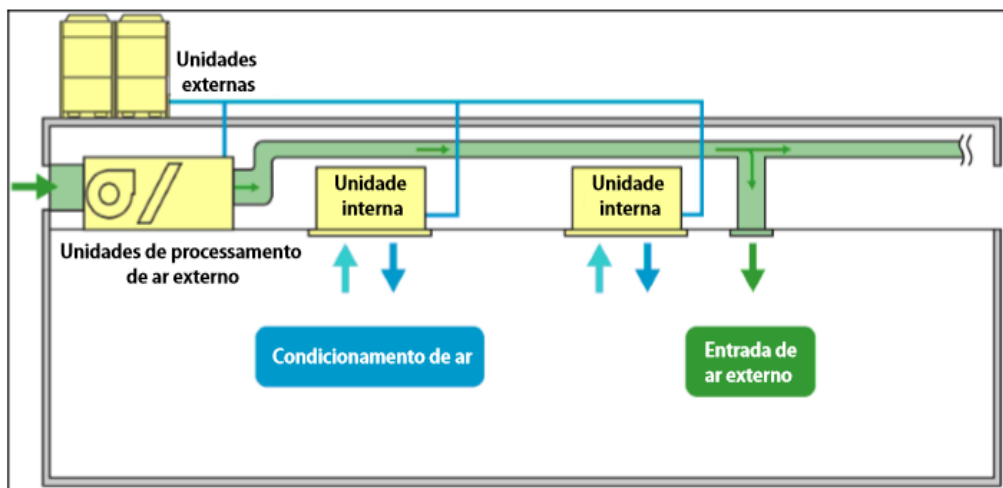 Unidades
externas
Unidade
interna
Unidade
interna
Unidades de processamento
de ar externo
Condicionamento de ar
Entrada de
ar externo